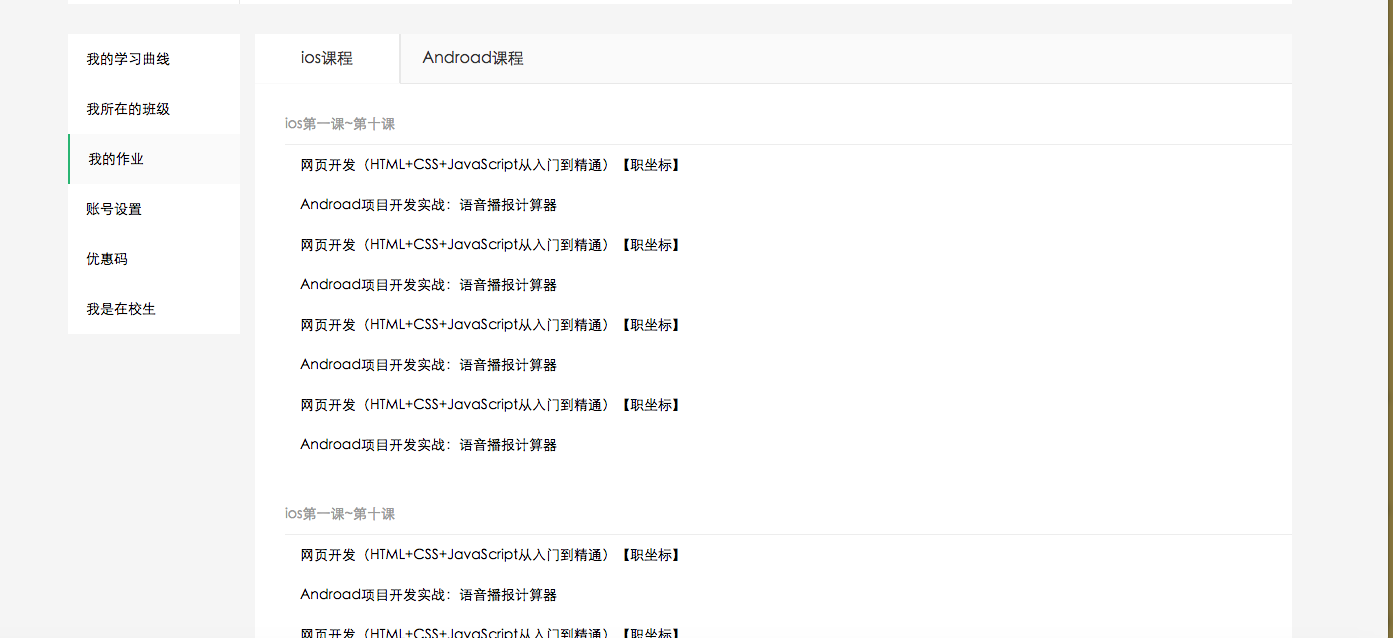 我的学习曲线
我所在的班级
我的作业
账号设置
优惠码
我是在校生
ios课程
Androad课程
ios第一课~第十课
网页开发（HTML+CSS+JavaScript从入门到精通）【职坐标】
Androad项目开发实战：语音播报计算器
网页开发（HTML+CSS+JavaScript从入门到精通）【职坐标】
Androad项目开发实战：语音播报计算器
网页开发（HTML+CSS+JavaScript从入门到精通）【职坐标】
Androad项目开发实战：语音播报计算器
网页开发（HTML+CSS+JavaScript从入门到精通）【职坐标】
Androad项目开发实战：语音播报计算器
ios第一课~第十课
网页开发（HTML+CSS+JavaScript从入门到精通）【职坐标】
Androad项目开发实战：语音播报计算器
网页开发（HTML+CSS+JavaScript从入门到精通）【职坐标】